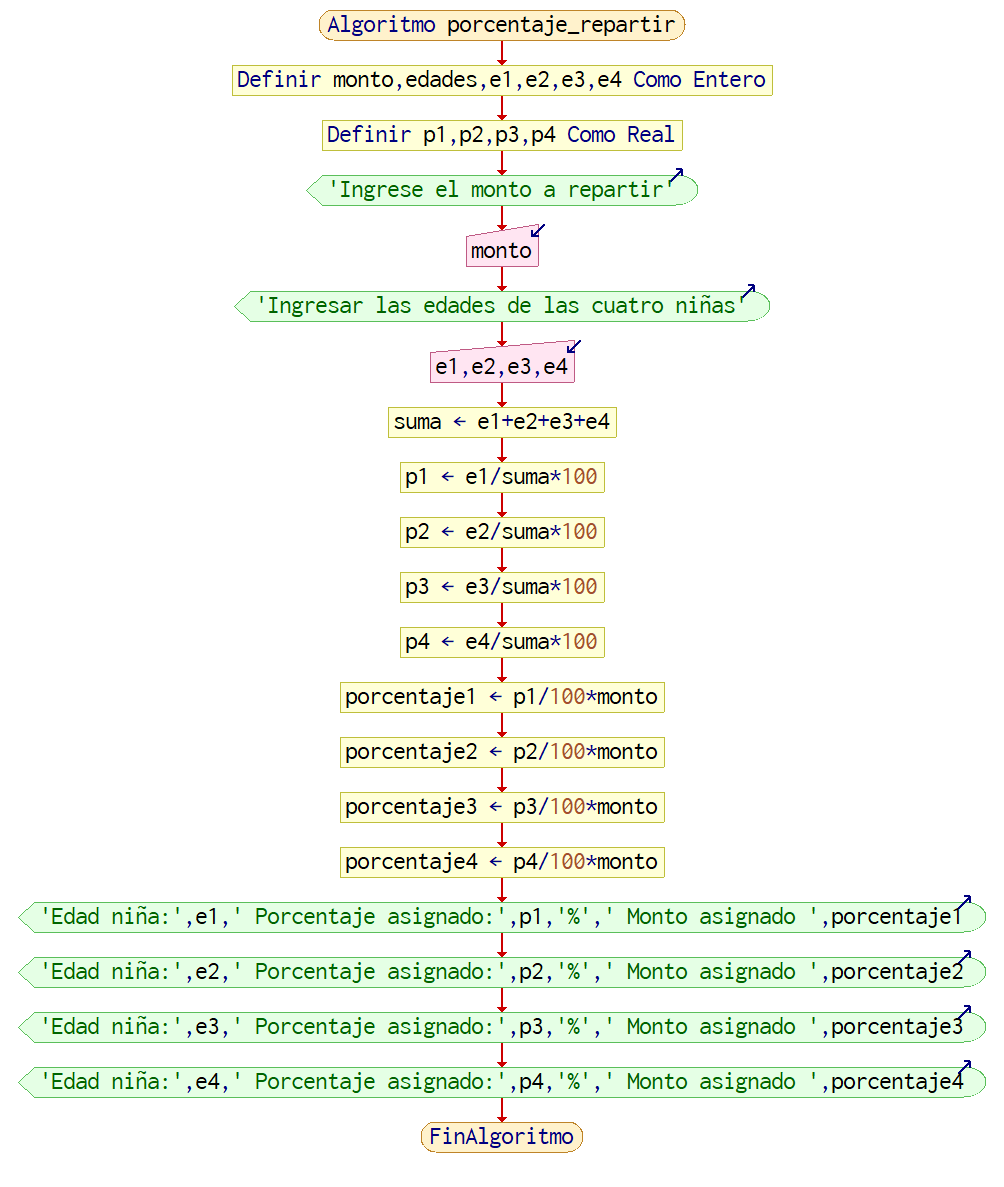 Algoritmo porcentaje_repartir
Definir monto,edades,e1,e2,e3,e4 Como Entero
Definir p1,p2,p3,p4 Como Real
'Ingrese el monto a repartir'
monto
'Ingresar las edades de las cuatro niñas'
e1,e2,e3,e4
suma ← e1+e2+e3+e4
p1 ← e1/suma*100
p2 ← e2/suma*100
p3 ← e3/suma*100
p4 ← e4/suma*100
porcentaje1 ← p1/100*monto
porcentaje2 ← p2/100*monto
porcentaje3 ← p3/100*monto
porcentaje4 ← p4/100*monto
'Edad niña:',e1,' Porcentaje asignado:',p1,'%',' Monto asignado ',porcentaje1
'Edad niña:',e2,' Porcentaje asignado:',p2,'%',' Monto asignado ',porcentaje2
'Edad niña:',e3,' Porcentaje asignado:',p3,'%',' Monto asignado ',porcentaje3
'Edad niña:',e4,' Porcentaje asignado:',p4,'%',' Monto asignado ',porcentaje4
FinAlgoritmo